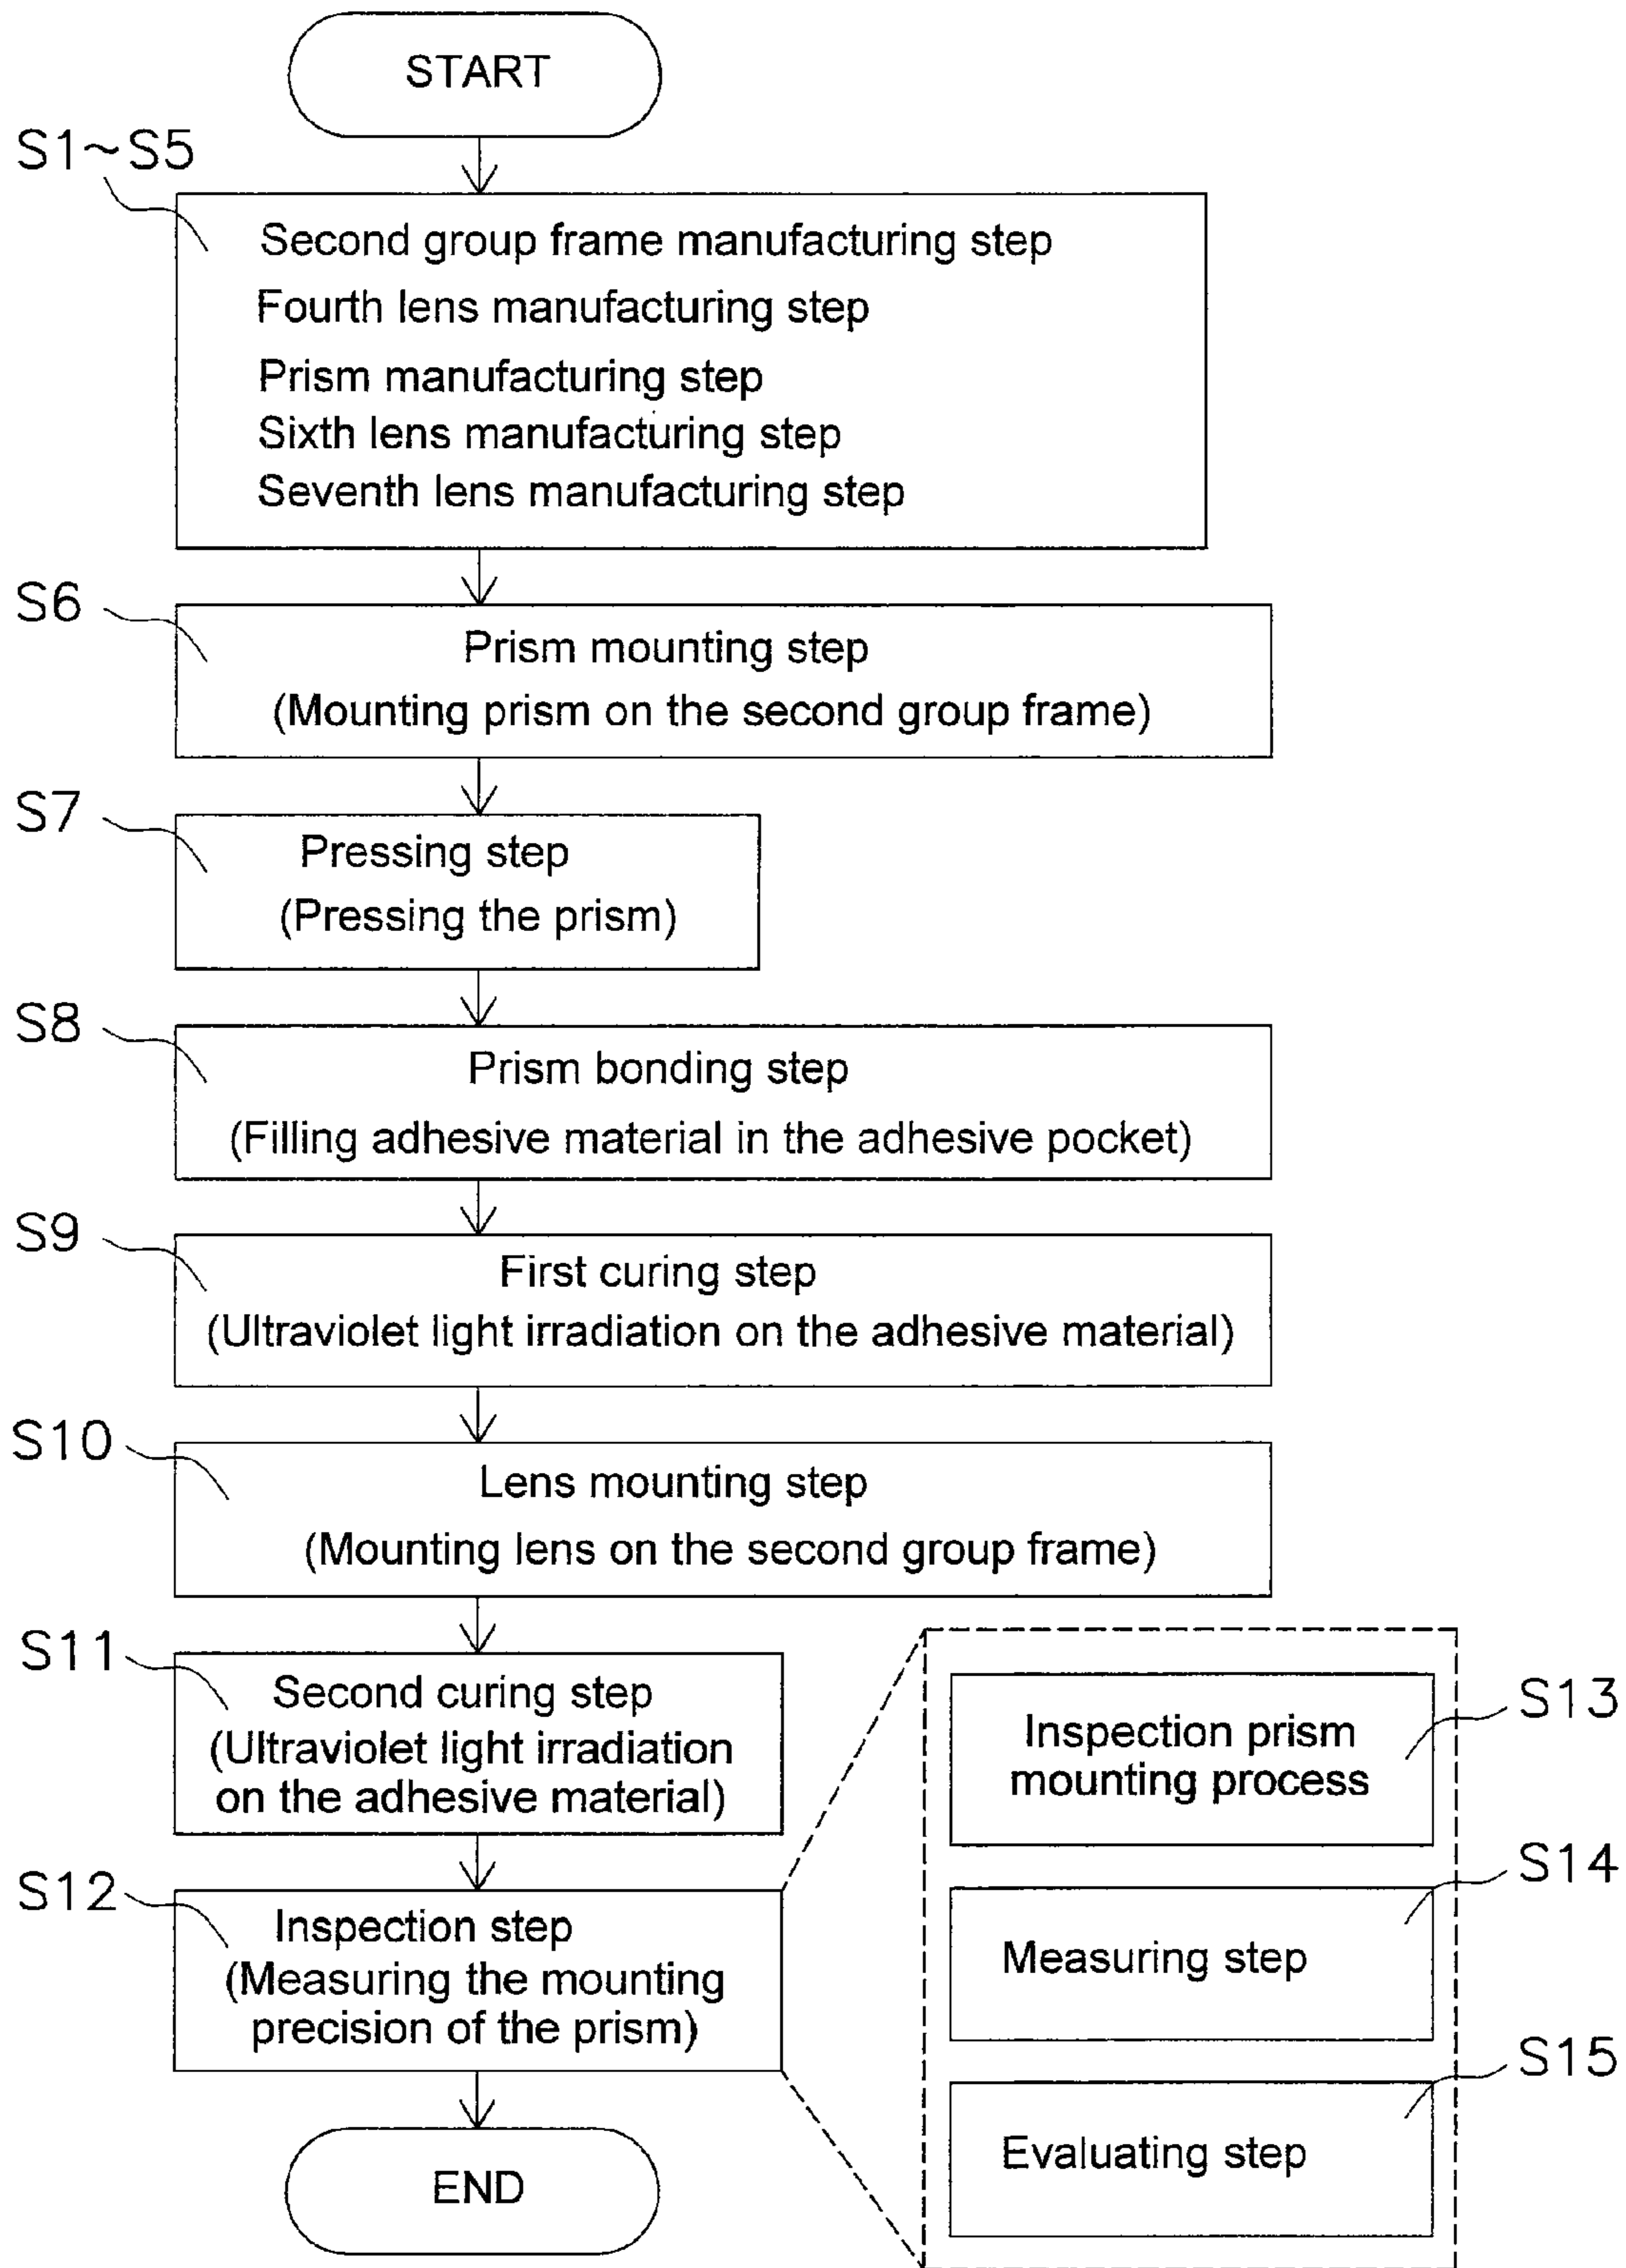 START
S1~S5
Second group frame manufacturing step
Fourth lens manufacturing step
Prism manufacturing step
Sixth lens manufacturing step
Seventh lens manufacturing step
S6
Prism mounting step
(Mounting prism on the second group frame)
S7
Pressing step
(Pressing the prism)
S8
Prism bonding step
(Filling adhesive material in the adhesive pocket)
S9
First curing step
(Ultraviolet light irradiation on the adhesive material)
S10
Lens mounting step
(Mounting lens on the second group frame)
S11
Second curing step
(Ultraviolet light irradiation
on the adhesive material)
S12
Inspection step
(Measuring the mounting
precision of the prism)
END
S13
Inspection prism
mounting process
S14
Measuring step
S15
Evaluating step